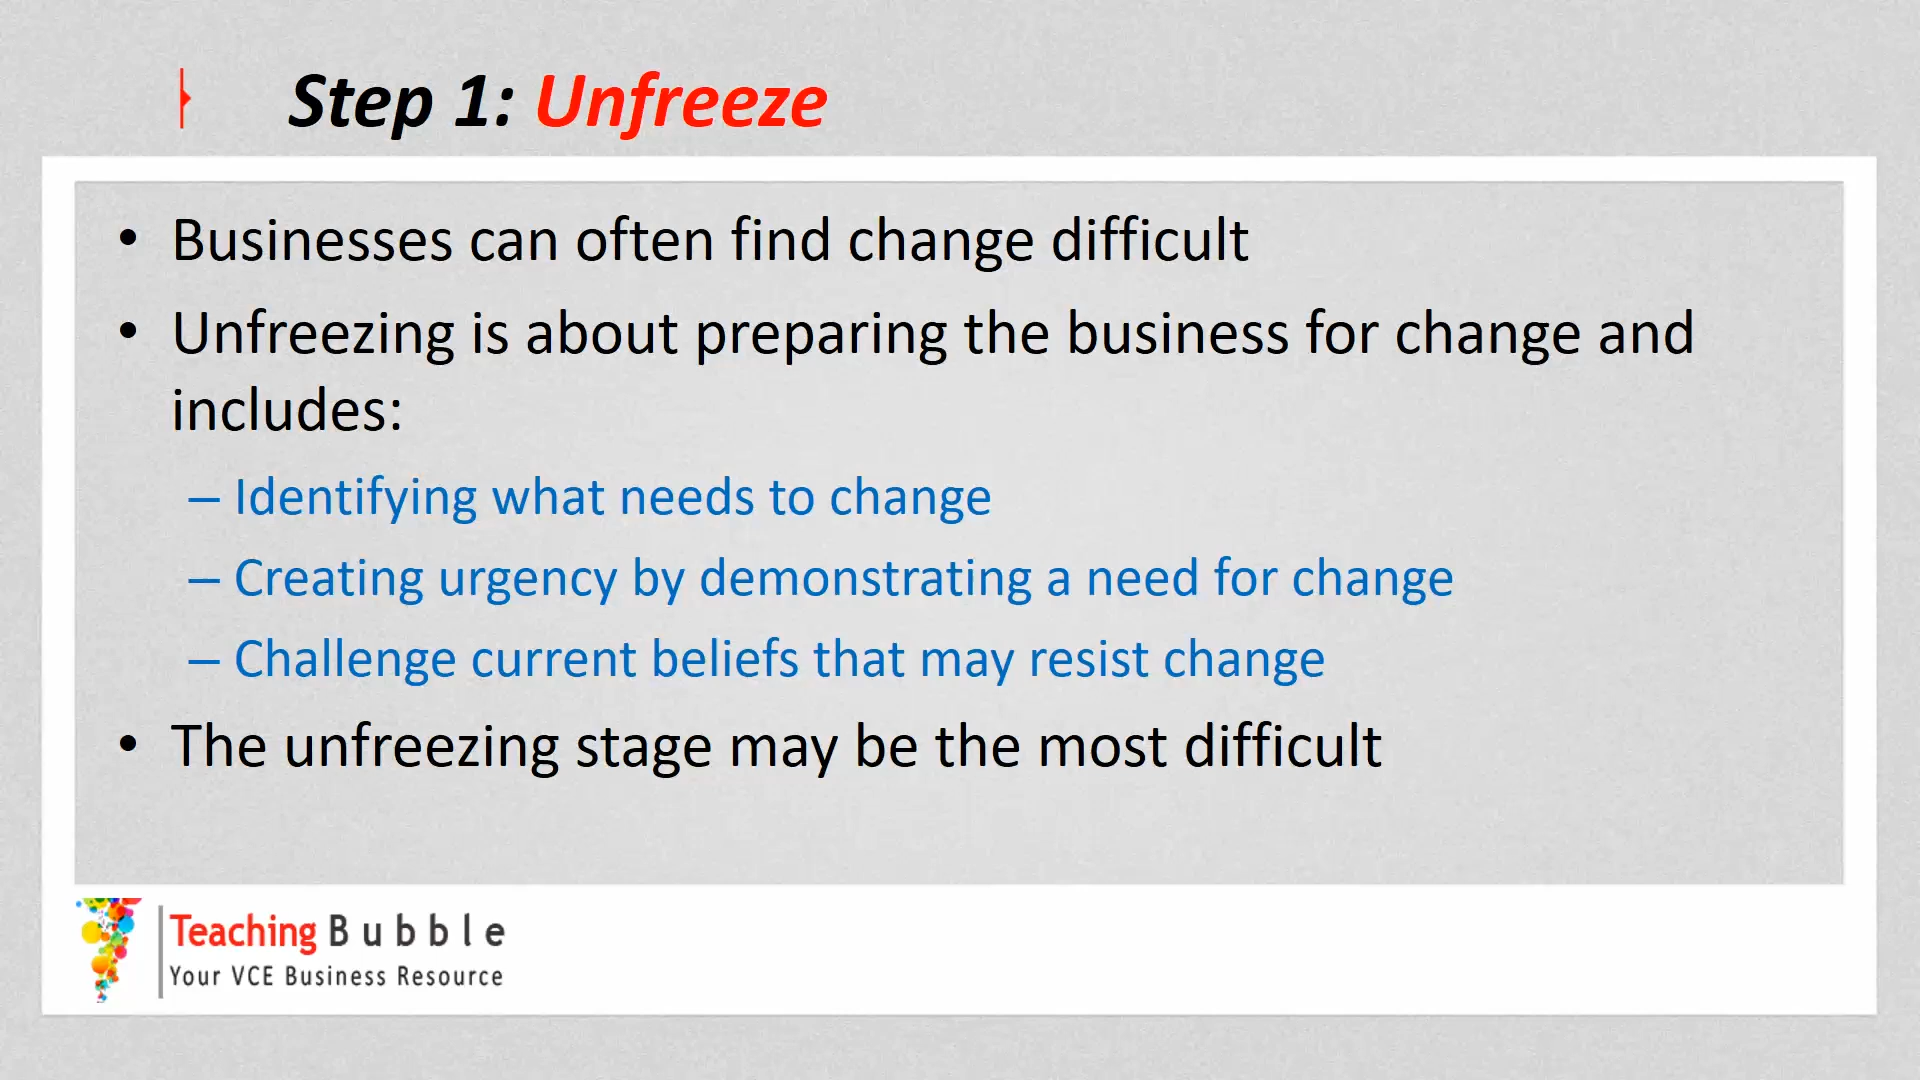 Step 1: Unfreeze
• Businesses can often find change difficult
• Unfreezing is about preparing the business for change and
includes:
– Identifying what needs to change
– Creating urgency by demonstrating a need for change
– Challenge current beliefs that may resist change
• The unfreezing stage may be the most difficult
Teaching Bubble
Your VCE Business Resource